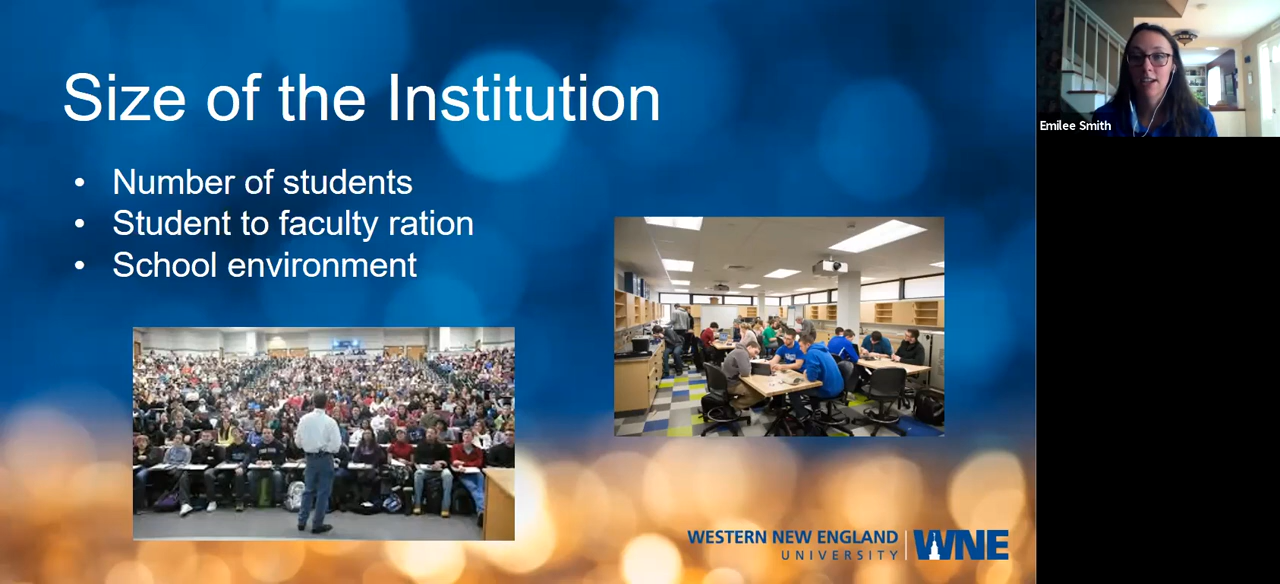 Size of the Institution
• Number of students
• Student to faculty ration
• School environment
WESTERN NEW ENGLAND
UNIVERSITY
WNE
Emilee Smith